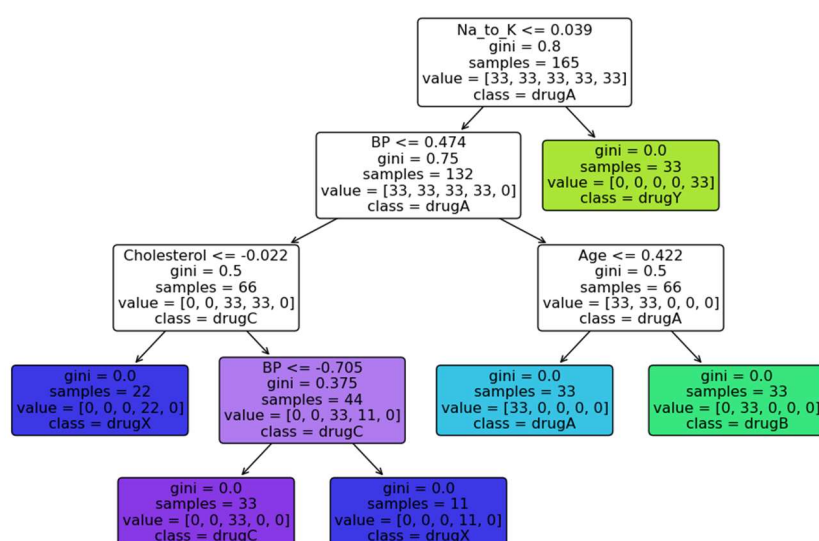 Na_to_K <= 0.039
gini = 0.8
samples = 165
value = [33, 33, 33, 33, 33]
class = drugA
BP <= 0.474
gini = 0.75
samples = 132
value = [33, 33, 33, 33, 0]
class = drugA
gini = 0.0
samples = 33
value = [0, 0, 0, 0, 33]
class = drugY
Cholesterol <= -0.022
gini = 0.5
samples = 66
value = [0, 0, 33, 33, 0]
class = drugC
Age <= 0.422
gini = 0.5
samples = 66
value = [33, 33, 0, 0, 0]
class = drugA
gini = 0.0
samples = 22
value = [0, 0, 0, 22, 0]
class = drugX
BP <= -0.705
gini = 0.375
samples = 44
value = [0, 0, 33, 11, 0]
class = drugC
gini = 0.0
samples = 33
value = [33, 0, 0, 0, 0]
class = drugA
gini = 0.0
samples = 33
value = [0, 33, 0, 0, 0]
class = drugB
gini = 0.0
samples = 33
value = [0, 0, 33, 0, 0]
class = drugC
gini = 0.0
samples = 11
value = [0, 0, 0, 11, 0]
class = drugX